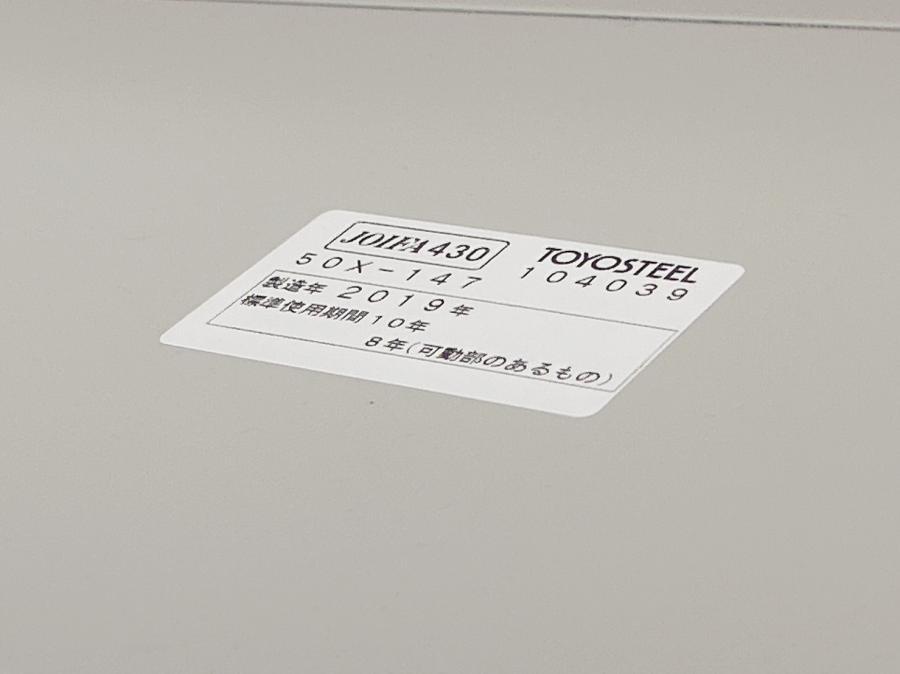 JOIFA430 TOYOSTEEL
50X-147 104039
製造年 2019年
標準使用期間10年
8年(可動部のあるもの)